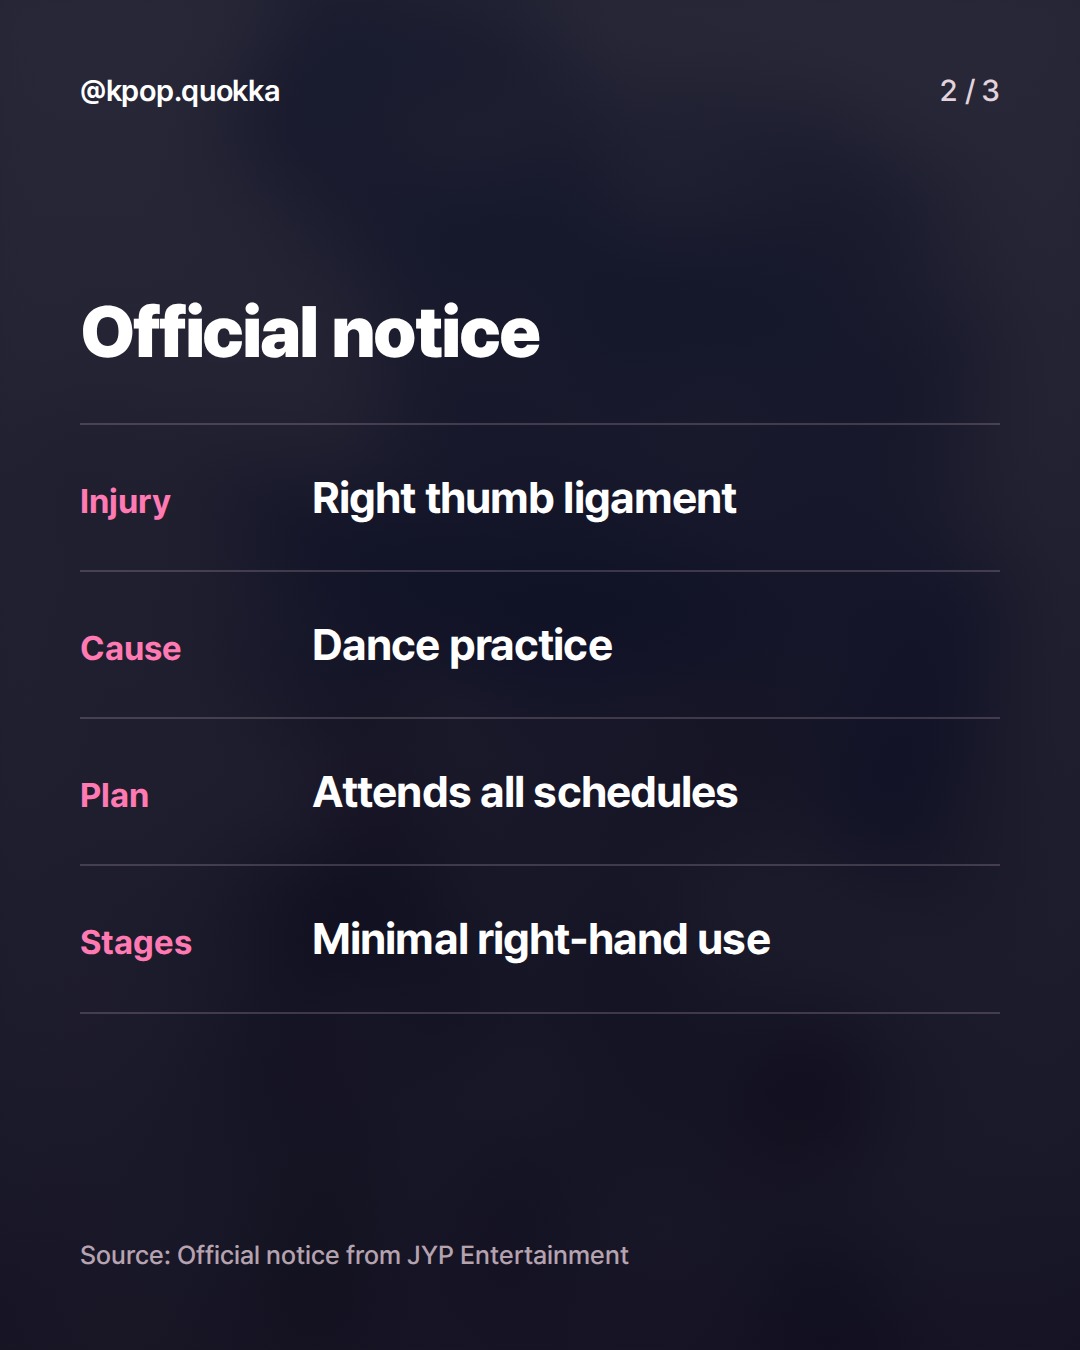 @kpop.quokka
2 / 3
Official notice
Injury Right thumb ligament
Cause Dance practice
Plan Attends all schedules
Stages Minimal right-hand use
Source: Official notice from JYP Entertainment